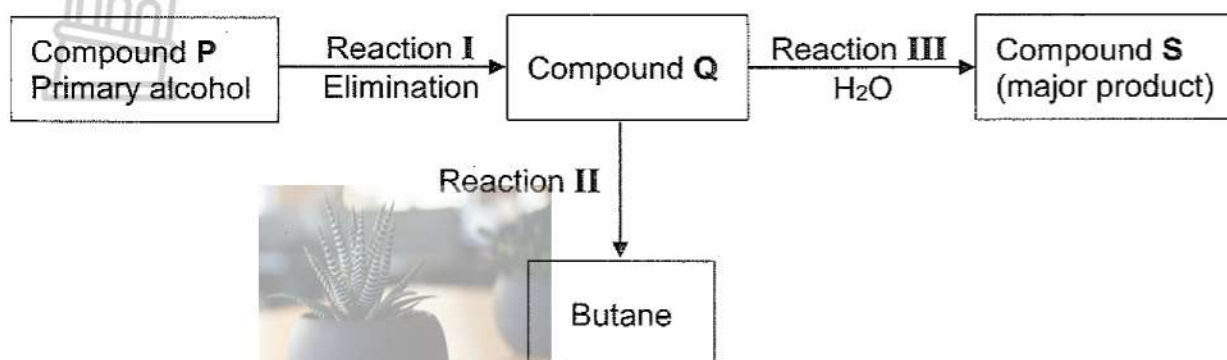 Compound P
Primary alcohol
Reaction I
Elimination
Compound Q
Reaction III
H₂O
Compound S
(major product)
Reaction II
Butane